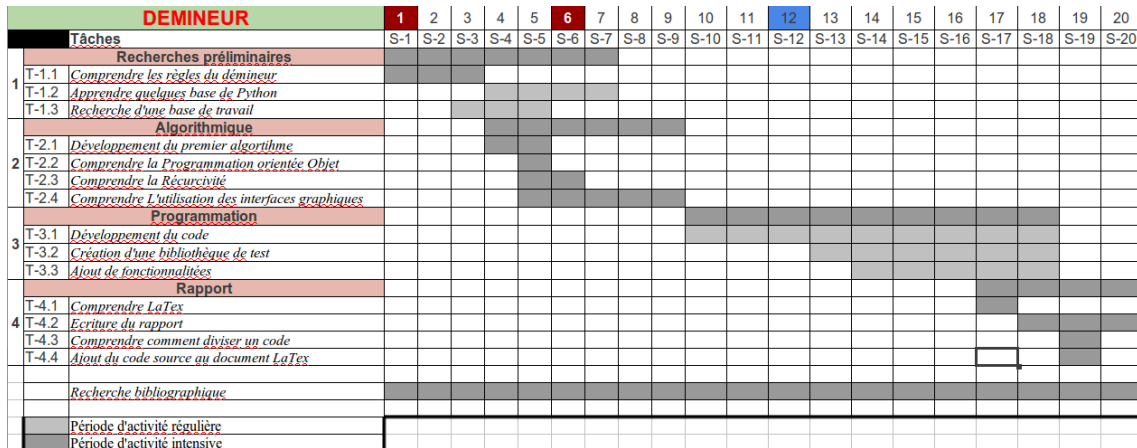 DEMINEUR 1 2 3 4 5 6 7 8 9 10 11 12 13 14 15 16 17 18 19 20
Tâches S-1 S-2 S-3 S-4 S-5 S-6 S-7 S-8 S-9 S-10 S-11 S-12 S-13 S-14 S-15 S-16 S-17 S-18 S-19 S-20
1
Recherches préliminaires
T-1.1 Comprendre les règles du démineur
T-1.2 Apprendre quelques base de Python
T-1.3 Recherche d'une base de travail
2
Algorithmique
T-2.1 Développement du premier algortihme
T-2.2 Comprendre la Programmation orientée Objet
T-2.3 Comprendre la Récurcivité
T-2.4 Comprendre L'utilisation des interfaces graphiques
3
Programmation
T-3.1 Développement du code
T-3.2 Création d'une bibliothèque de test
T-3.3 Ajout de fonctionnalitées
4
Rapport
T-4.1 Comprendre LaTex
T-4.2 Ecriture du rapport
T-4.3 Comprendre comment diviser un code
T-4.4 Ajout du code source au document LaTex
Recherche bibliographique
Période d'activité régulière
Période d'activité intensive